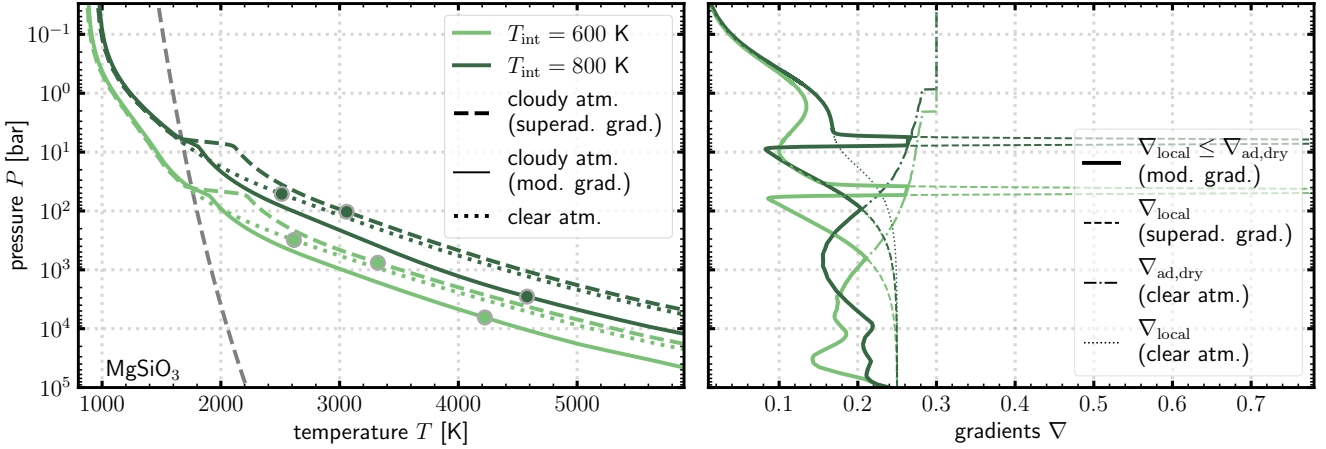 10⁻¹
10⁰
10¹
10²
10³
10⁴
10⁵
pressure P [bar]
1000
2000
3000
4000
5000
temperature T [K]
MgSiO₃
T_int = 600 K
T_int = 800 K
cloudy atm.
(superad. grad.)
cloudy atm.
(mod. grad.)
clear atm.
∇_local ≤ ∇_ad,dry
(mod. grad.)
∇_local
(superad. grad.)
∇_ad,dry
(clear atm.)
∇_local
(clear atm.)
0.1
0.2
0.3
0.4
0.5
0.6
0.7
gradients ∇